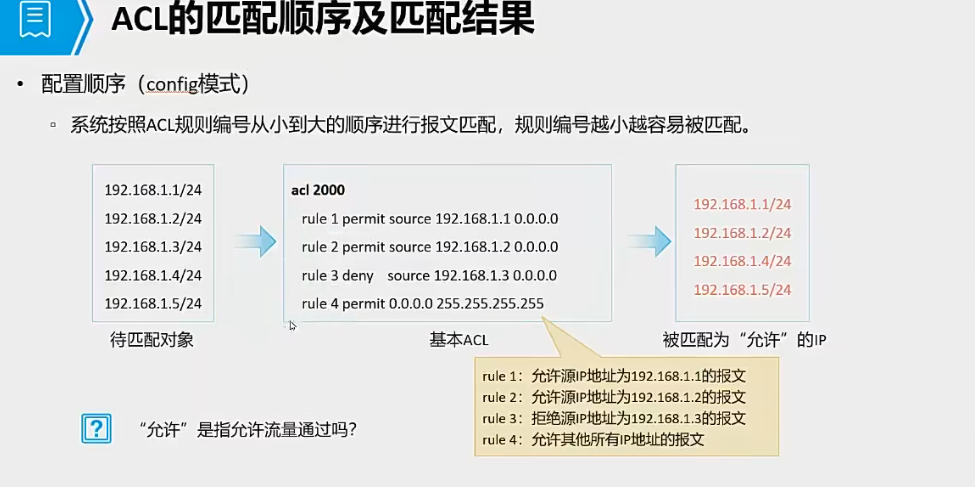 ACL的匹配顺序及匹配结果
• 配置顺序（config模式）
▫ 系统按照ACL规则编号从小到大的顺序进行报文匹配，规则编号越小越容易被匹配。
192.168.1.1/24
192.168.1.2/24
192.168.1.3/24
192.168.1.4/24
192.168.1.5/24
待匹配对象
acl 2000
rule 1 permit source 192.168.1.1 0.0.0.0
rule 2 permit source 192.168.1.2 0.0.0.0
rule 3 deny source 192.168.1.3 0.0.0.0
rule 4 permit 0.0.0.0 255.255.255.255
基本ACL
192.168.1.1/24
192.168.1.2/24
192.168.1.4/24
192.168.1.5/24
被匹配为“允许”的IP
rule 1：允许源IP地址为192.168.1.1的报文
rule 2：允许源IP地址为192.168.1.2的报文
rule 3：拒绝源IP地址为192.168.1.3的报文
rule 4：允许其他所有IP地址的报文
?
“允许”是指允许流量通过吗？